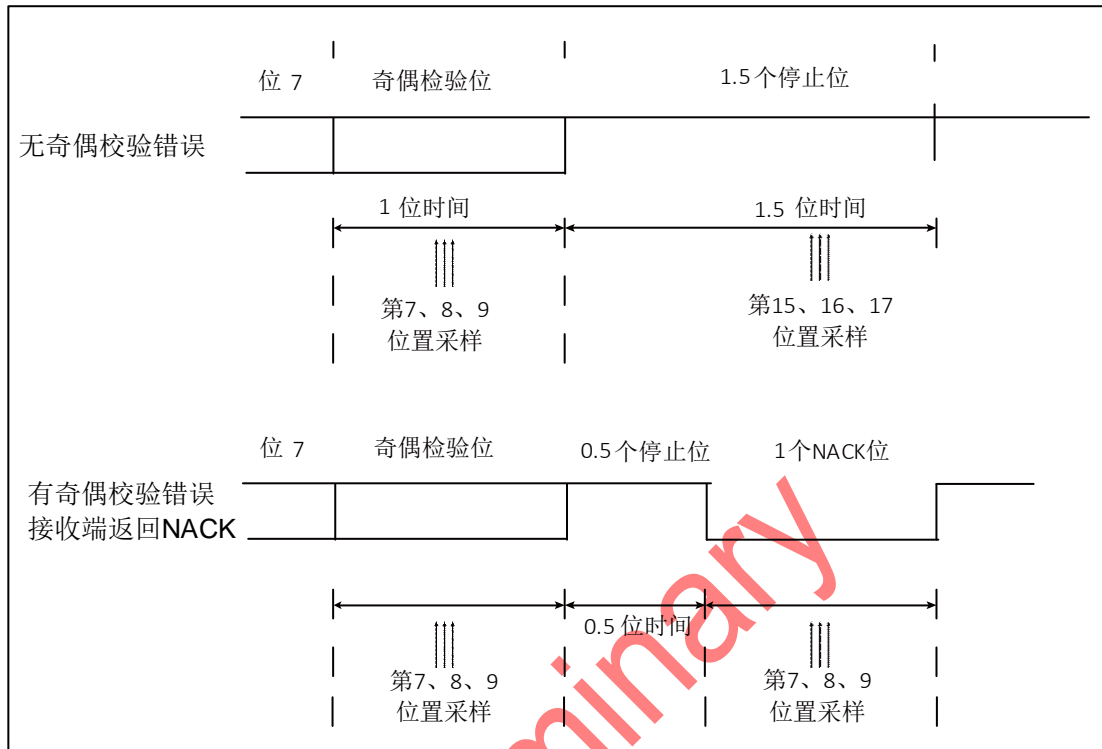 位 7 奇偶检验位 1.5个停止位
无奇偶校验错误
1 位时间 1.5 位时间
第7、8、9 第15、16、17
位置采样 位置采样
位 7 奇偶检验位 0.5个停止位 1个NACK位
有奇偶校验错误
接收端返回NACK
0.5位时间
第7、8、9 第7、8、9
位置采样 位置采样
minary